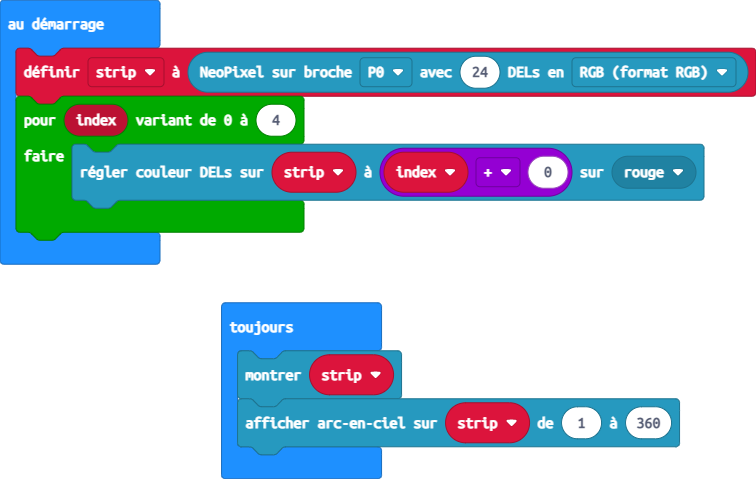 au démarrage
définir strip à NeoPixel sur broche P0 avec 24 DELs en RGB (format RGB)
pour index variant de 0 à 4
faire
régler couleur DELs sur strip à index + 0 sur rouge
toujours
montrer strip
afficher arc-en-ciel sur strip de 1 à 360